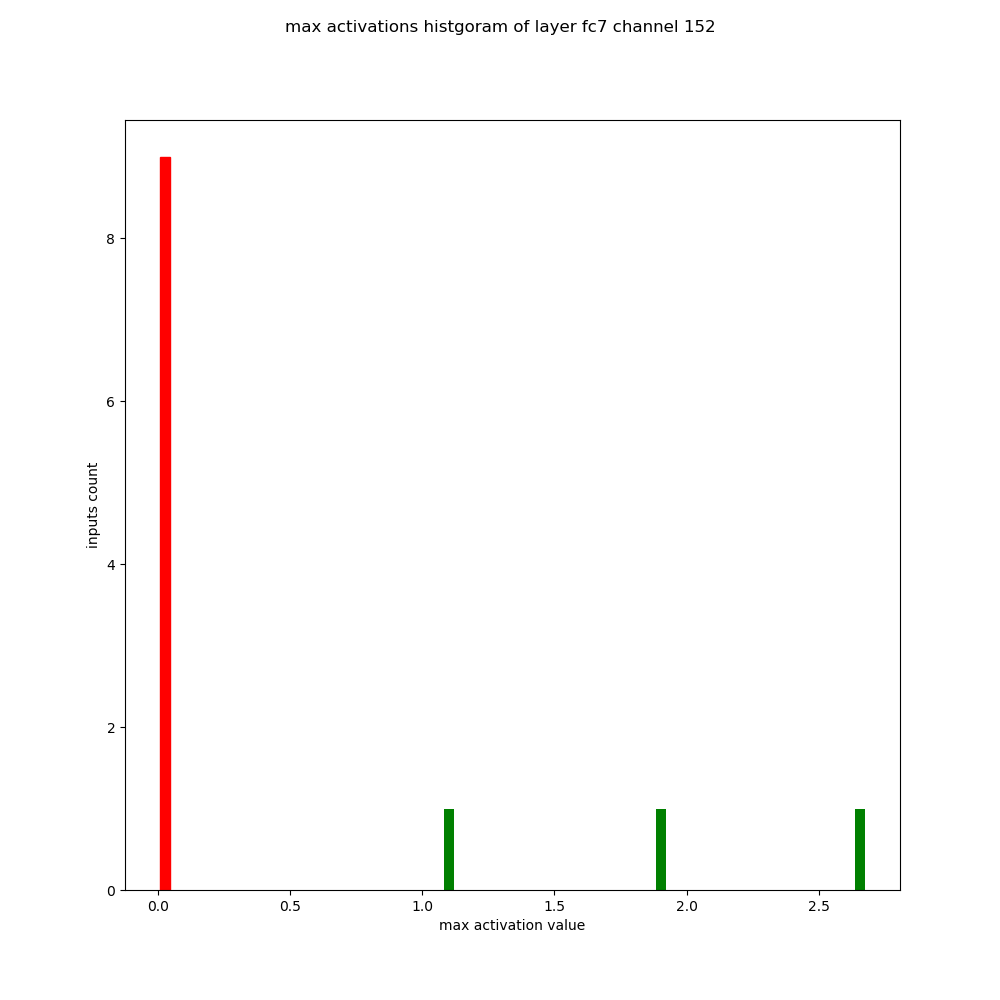 max activations histgoram of layer fc7 channel 152
8
6
4
2
0
inputs count
0.0 0.5 1.0 1.5 2.0 2.5
max activation value